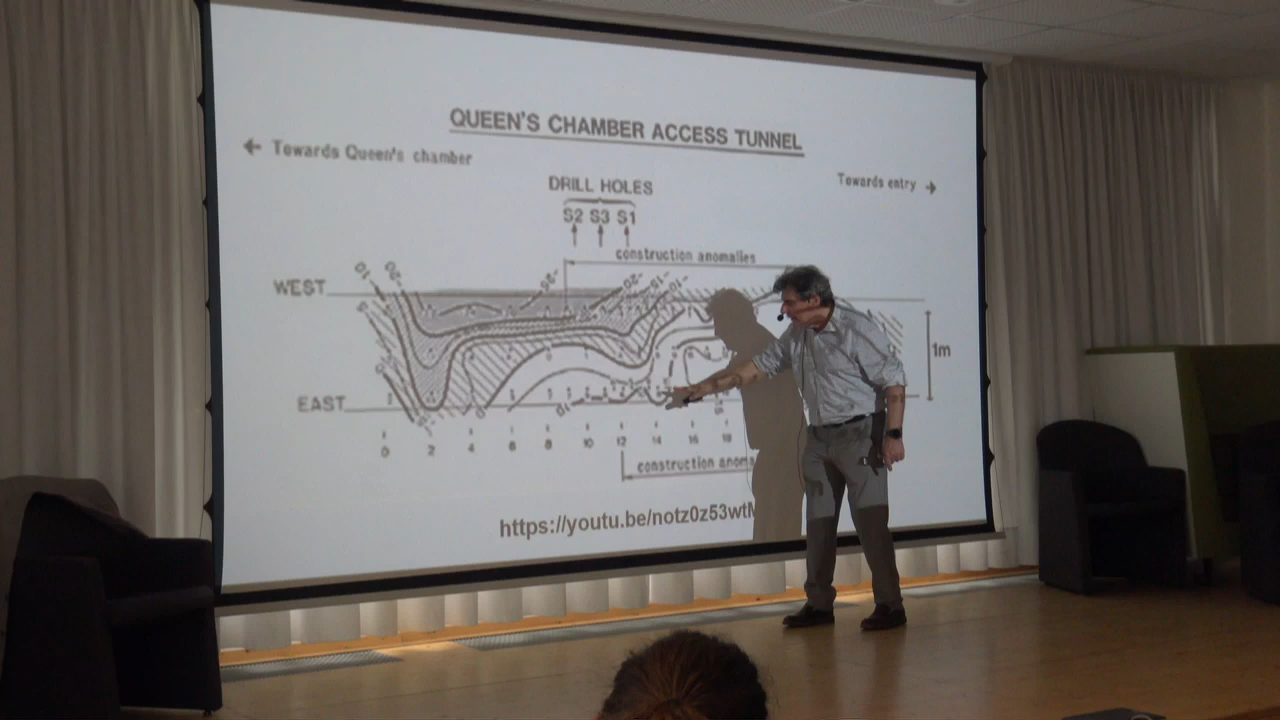 QUEEN'S CHAMBER ACCESS TUNNEL
← Towards Queen's chamber
Towards entry →
DRILL HOLES
S2 S3 S1
construction anomalies
WEST
1m
EAST
0 2 4 6 8 10 12 14 16 18
construction
https://youtu.be/notz0z53wt